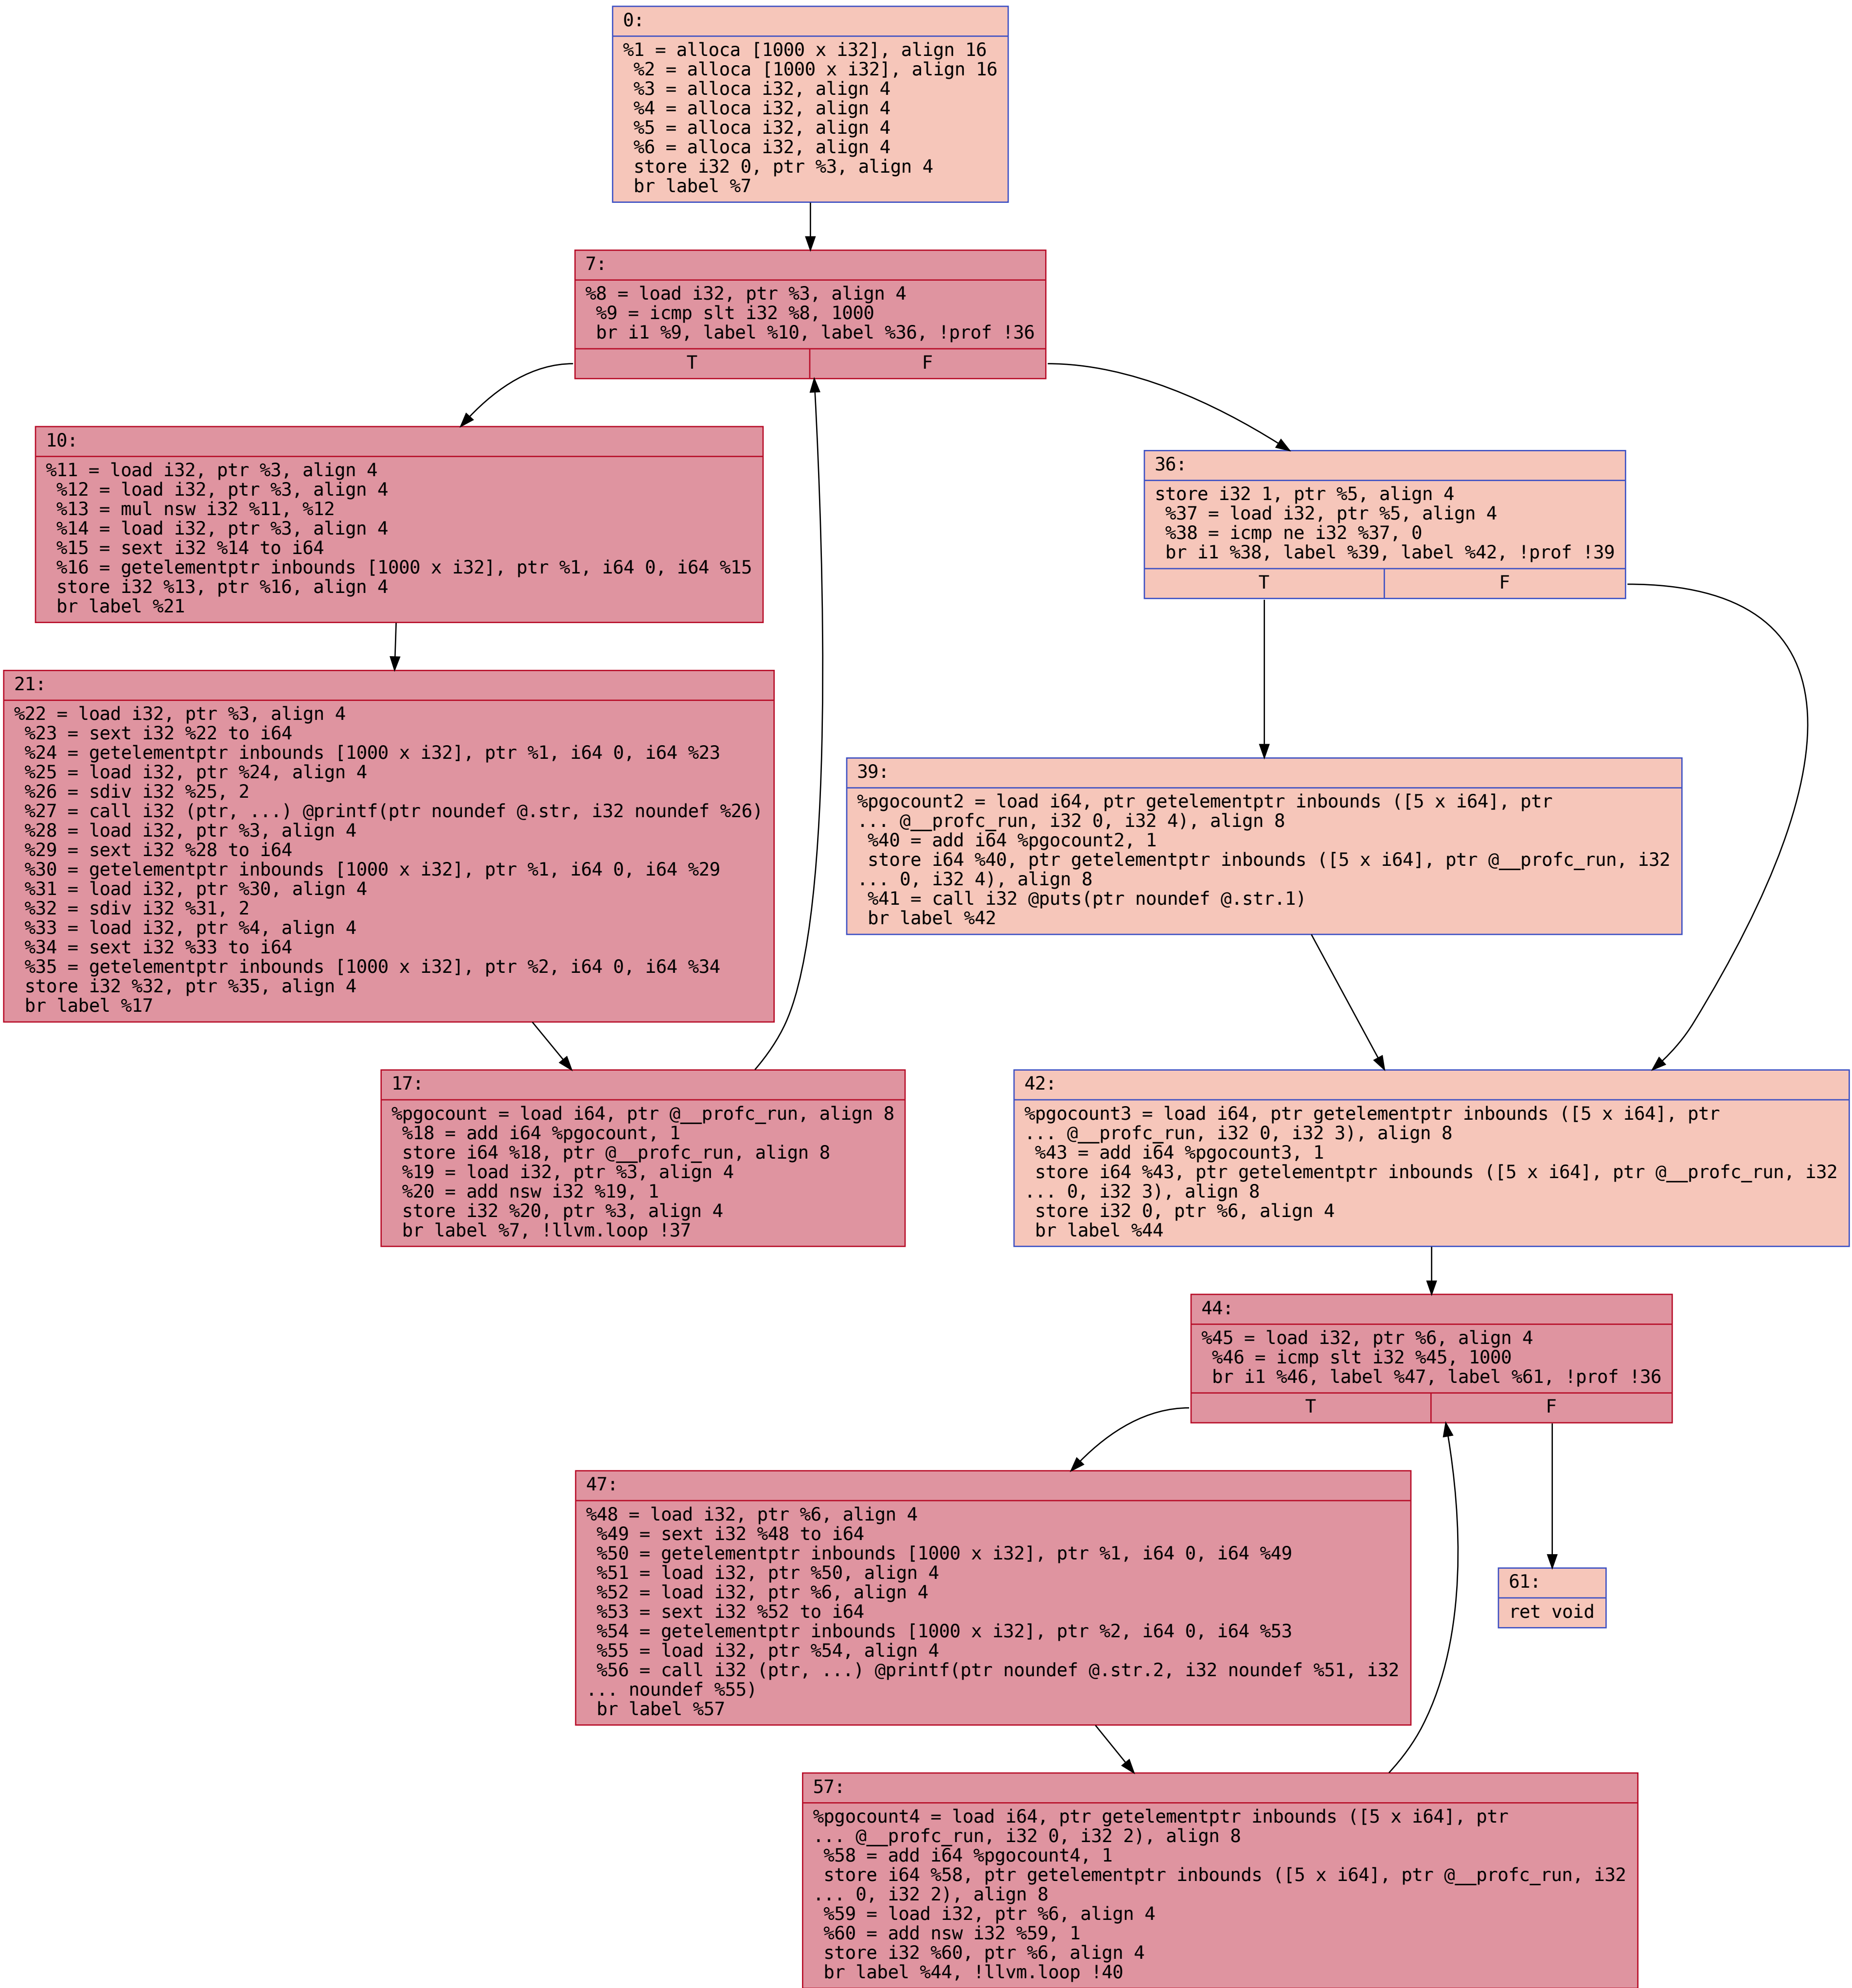 0:
%1 = alloca [1000 x i32], align 16
%2 = alloca [1000 x i32], align 16
%3 = alloca i32, align 4
%4 = alloca i32, align 4
%5 = alloca i32, align 4
%6 = alloca i32, align 4
store i32 0, ptr %3, align 4
br label %7
7:
%8 = load i32, ptr %3, align 4
%9 = icmp slt i32 %8, 1000
br i1 %9, label %10, label %36, !prof !36
T F
10:
%11 = load i32, ptr %3, align 4
%12 = load i32, ptr %3, align 4
%13 = mul nsw i32 %11, %12
%14 = load i32, ptr %3, align 4
%15 = sext i32 %14 to i64
%16 = getelementptr inbounds [1000 x i32], ptr %1, i64 0, i64 %15
store i32 %13, ptr %16, align 4
br label %21
36:
store i32 1, ptr %5, align 4
%37 = load i32, ptr %5, align 4
%38 = icmp ne i32 %37, 0
br i1 %38, label %39, label %42, !prof !39
T F
21:
%22 = load i32, ptr %3, align 4
%23 = sext i32 %22 to i64
%24 = getelementptr inbounds [1000 x i32], ptr %1, i64 0, i64 %23
%25 = load i32, ptr %24, align 4
%26 = sdiv i32 %25, 2
%27 = call i32 (ptr, ...) @printf(ptr noundef @.str, i32 noundef %26)
%28 = load i32, ptr %3, align 4
%29 = sext i32 %28 to i64
%30 = getelementptr inbounds [1000 x i32], ptr %1, i64 0, i64 %29
%31 = load i32, ptr %30, align 4
%32 = sdiv i32 %31, 2
%33 = load i32, ptr %4, align 4
%34 = sext i32 %33 to i64
%35 = getelementptr inbounds [1000 x i32], ptr %2, i64 0, i64 %34
store i32 %32, ptr %35, align 4
br label %17
39:
%pgocount2 = load i64, ptr getelementptr inbounds ([5 x i64], ptr
... @__profc_run, i32 0, i32 4), align 8
%40 = add i64 %pgocount2, 1
store i64 %40, ptr getelementptr inbounds ([5 x i64], ptr @__profc_run, i32
... 0, i32 4), align 8
%41 = call i32 @puts(ptr noundef @.str.1)
br label %42
17:
%pgocount = load i64, ptr @__profc_run, align 8
%18 = add i64 %pgocount, 1
store i64 %18, ptr @__profc_run, align 8
%19 = load i32, ptr %3, align 4
%20 = add nsw i32 %19, 1
store i32 %20, ptr %3, align 4
br label %7, !llvm.loop !37
42:
%pgocount3 = load i64, ptr getelementptr inbounds ([5 x i64], ptr
... @__profc_run, i32 0, i32 3), align 8
%43 = add i64 %pgocount3, 1
store i64 %43, ptr getelementptr inbounds ([5 x i64], ptr @__profc_run, i32
... 0, i32 3), align 8
store i32 0, ptr %6, align 4
br label %44
44:
%45 = load i32, ptr %6, align 4
%46 = icmp slt i32 %45, 1000
br i1 %46, label %47, label %61, !prof !36
T F
47:
%48 = load i32, ptr %6, align 4
%49 = sext i32 %48 to i64
%50 = getelementptr inbounds [1000 x i32], ptr %1, i64 0, i64 %49
%51 = load i32, ptr %50, align 4
%52 = load i32, ptr %6, align 4
%53 = sext i32 %52 to i64
%54 = getelementptr inbounds [1000 x i32], ptr %2, i64 0, i64 %53
%55 = load i32, ptr %54, align 4
%56 = call i32 (ptr, ...) @printf(ptr noundef @.str.2, i32 noundef %51, i32
... noundef %55)
br label %57
61:
ret void
57:
%pgocount4 = load i64, ptr getelementptr inbounds ([5 x i64], ptr
... @__profc_run, i32 0, i32 2), align 8
%58 = add i64 %pgocount4, 1
store i64 %58, ptr getelementptr inbounds ([5 x i64], ptr @__profc_run, i32
... 0, i32 2), align 8
%59 = load i32, ptr %6, align 4
%60 = add nsw i32 %59, 1
store i32 %60, ptr %6, align 4
br label %44, !llvm.loop !40